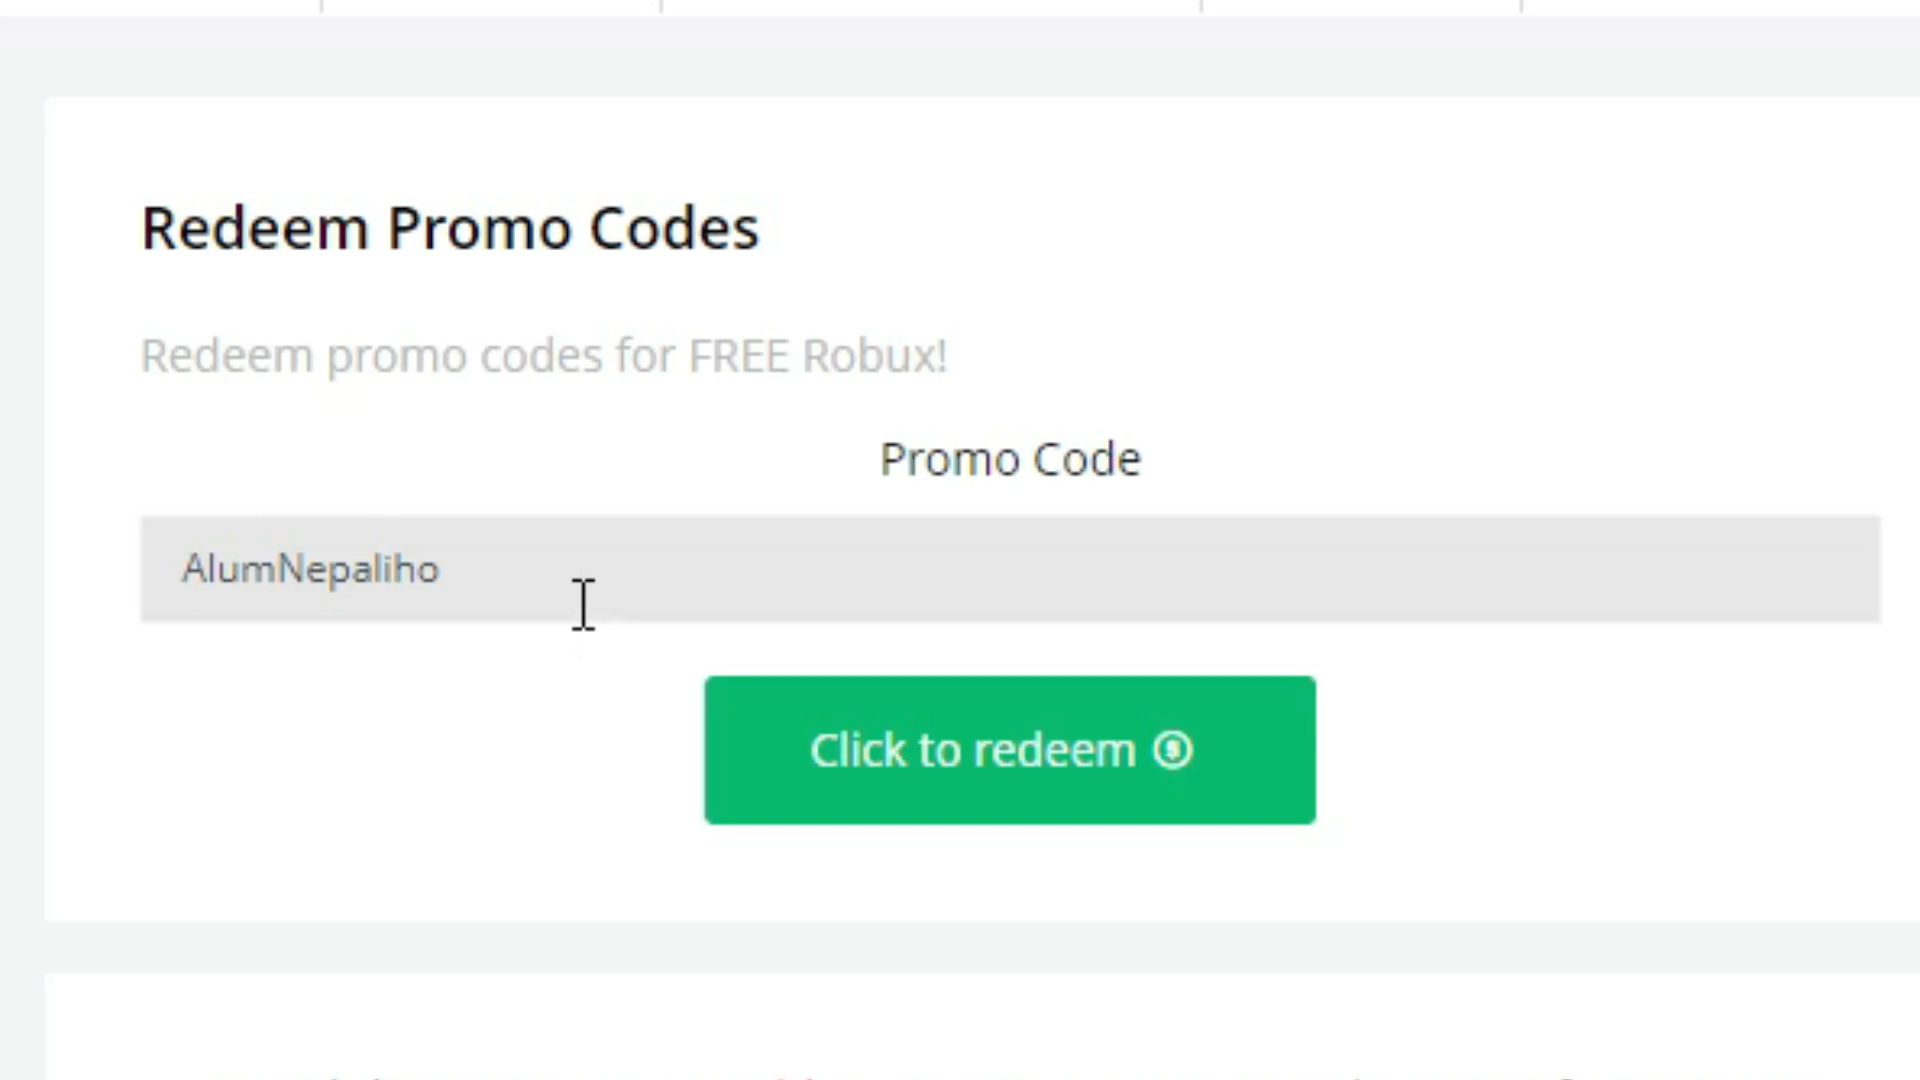 Redeem Promo Codes
Redeem promo codes for FREE Robux!
Promo Code
AlumNepaliho
Click to redeem